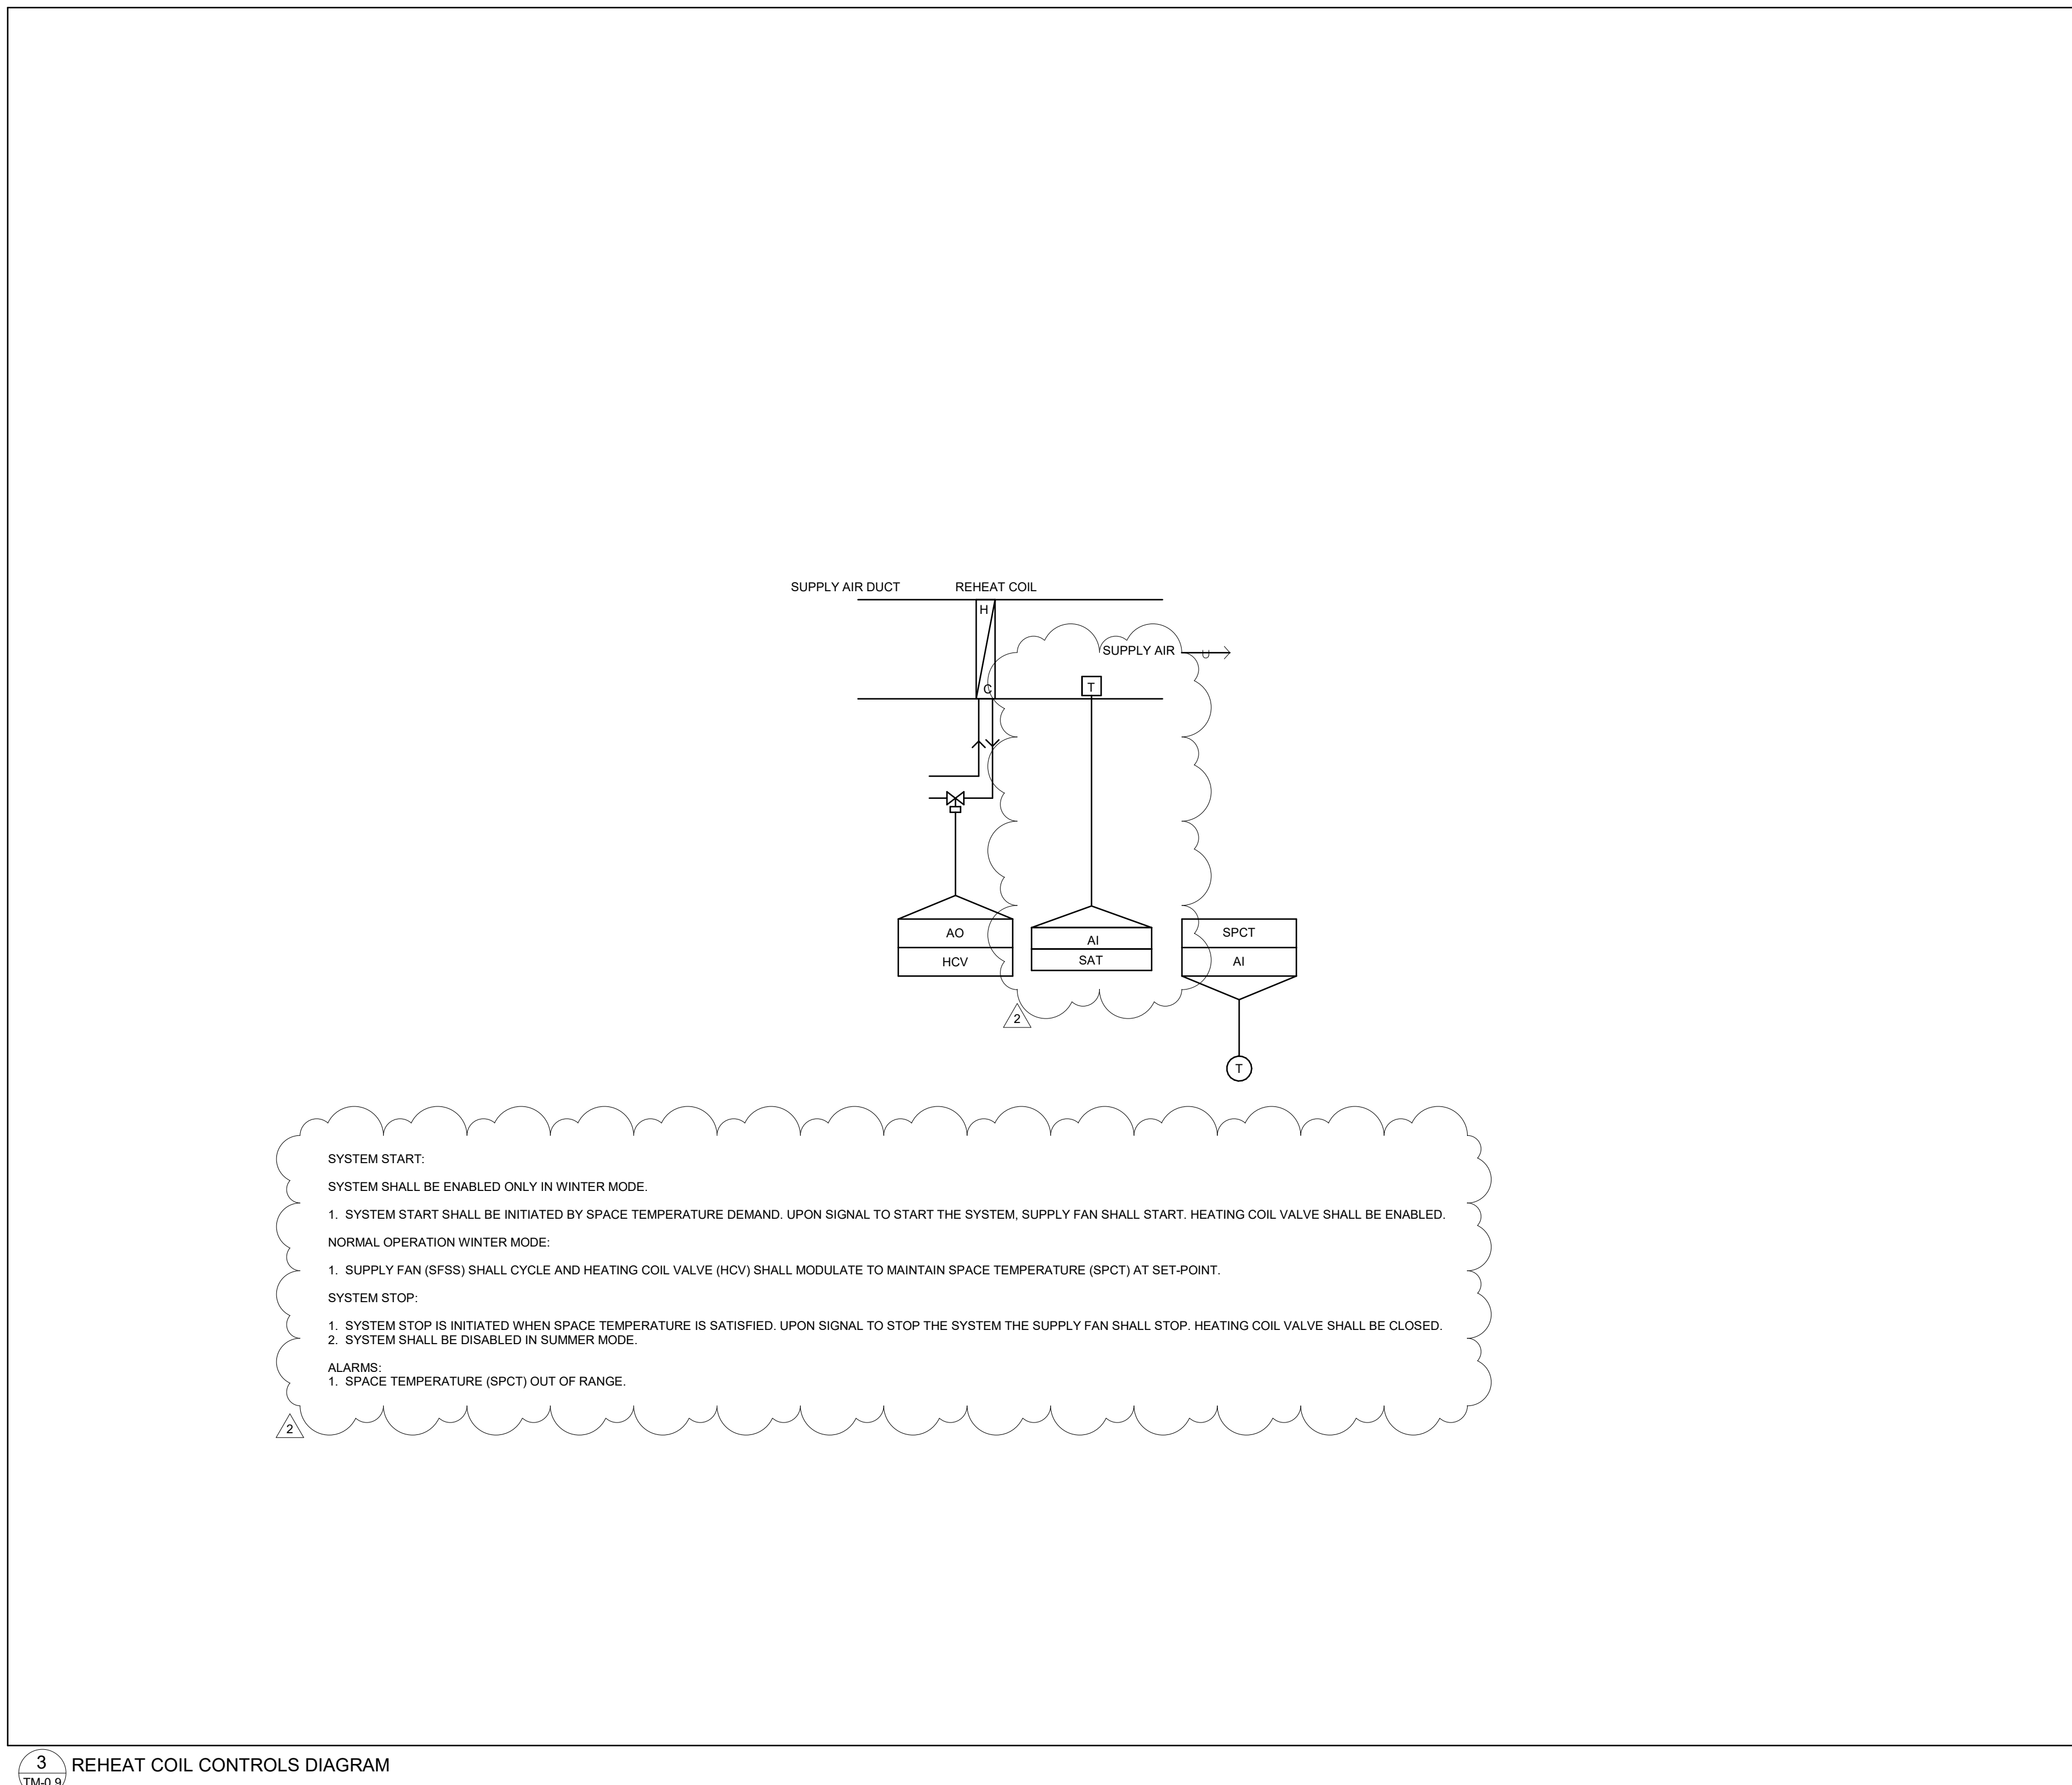 SUPPLY AIR DUCT
REHEAT COIL
H
SUPPLY AIR
C
T
AO
HCV
AI
SAT
SPCT
AI
2
T
SYSTEM START:
SYSTEM SHALL BE ENABLED ONLY IN WINTER MODE.
1. SYSTEM START SHALL BE INITIATED BY SPACE TEMPERATURE DEMAND. UPON SIGNAL TO START THE SYSTEM, SUPPLY FAN SHALL START. HEATING COIL VALVE SHALL BE ENABLED.
NORMAL OPERATION WINTER MODE:
1. SUPPLY FAN (SFSS) SHALL CYCLE AND HEATING COIL VALVE (HCV) SHALL MODULATE TO MAINTAIN SPACE TEMPERATURE (SPCT) AT SET-POINT.
SYSTEM STOP:
1. SYSTEM STOP IS INITIATED WHEN SPACE TEMPERATURE IS SATISFIED. UPON SIGNAL TO STOP THE SYSTEM THE SUPPLY FAN SHALL STOP. HEATING COIL VALVE SHALL BE CLOSED.
2. SYSTEM SHALL BE DISABLED IN SUMMER MODE.
ALARMS:
1. SPACE TEMPERATURE (SPCT) OUT OF RANGE.
2
3
TM-0.9
REHEAT COIL CONTROLS DIAGRAM